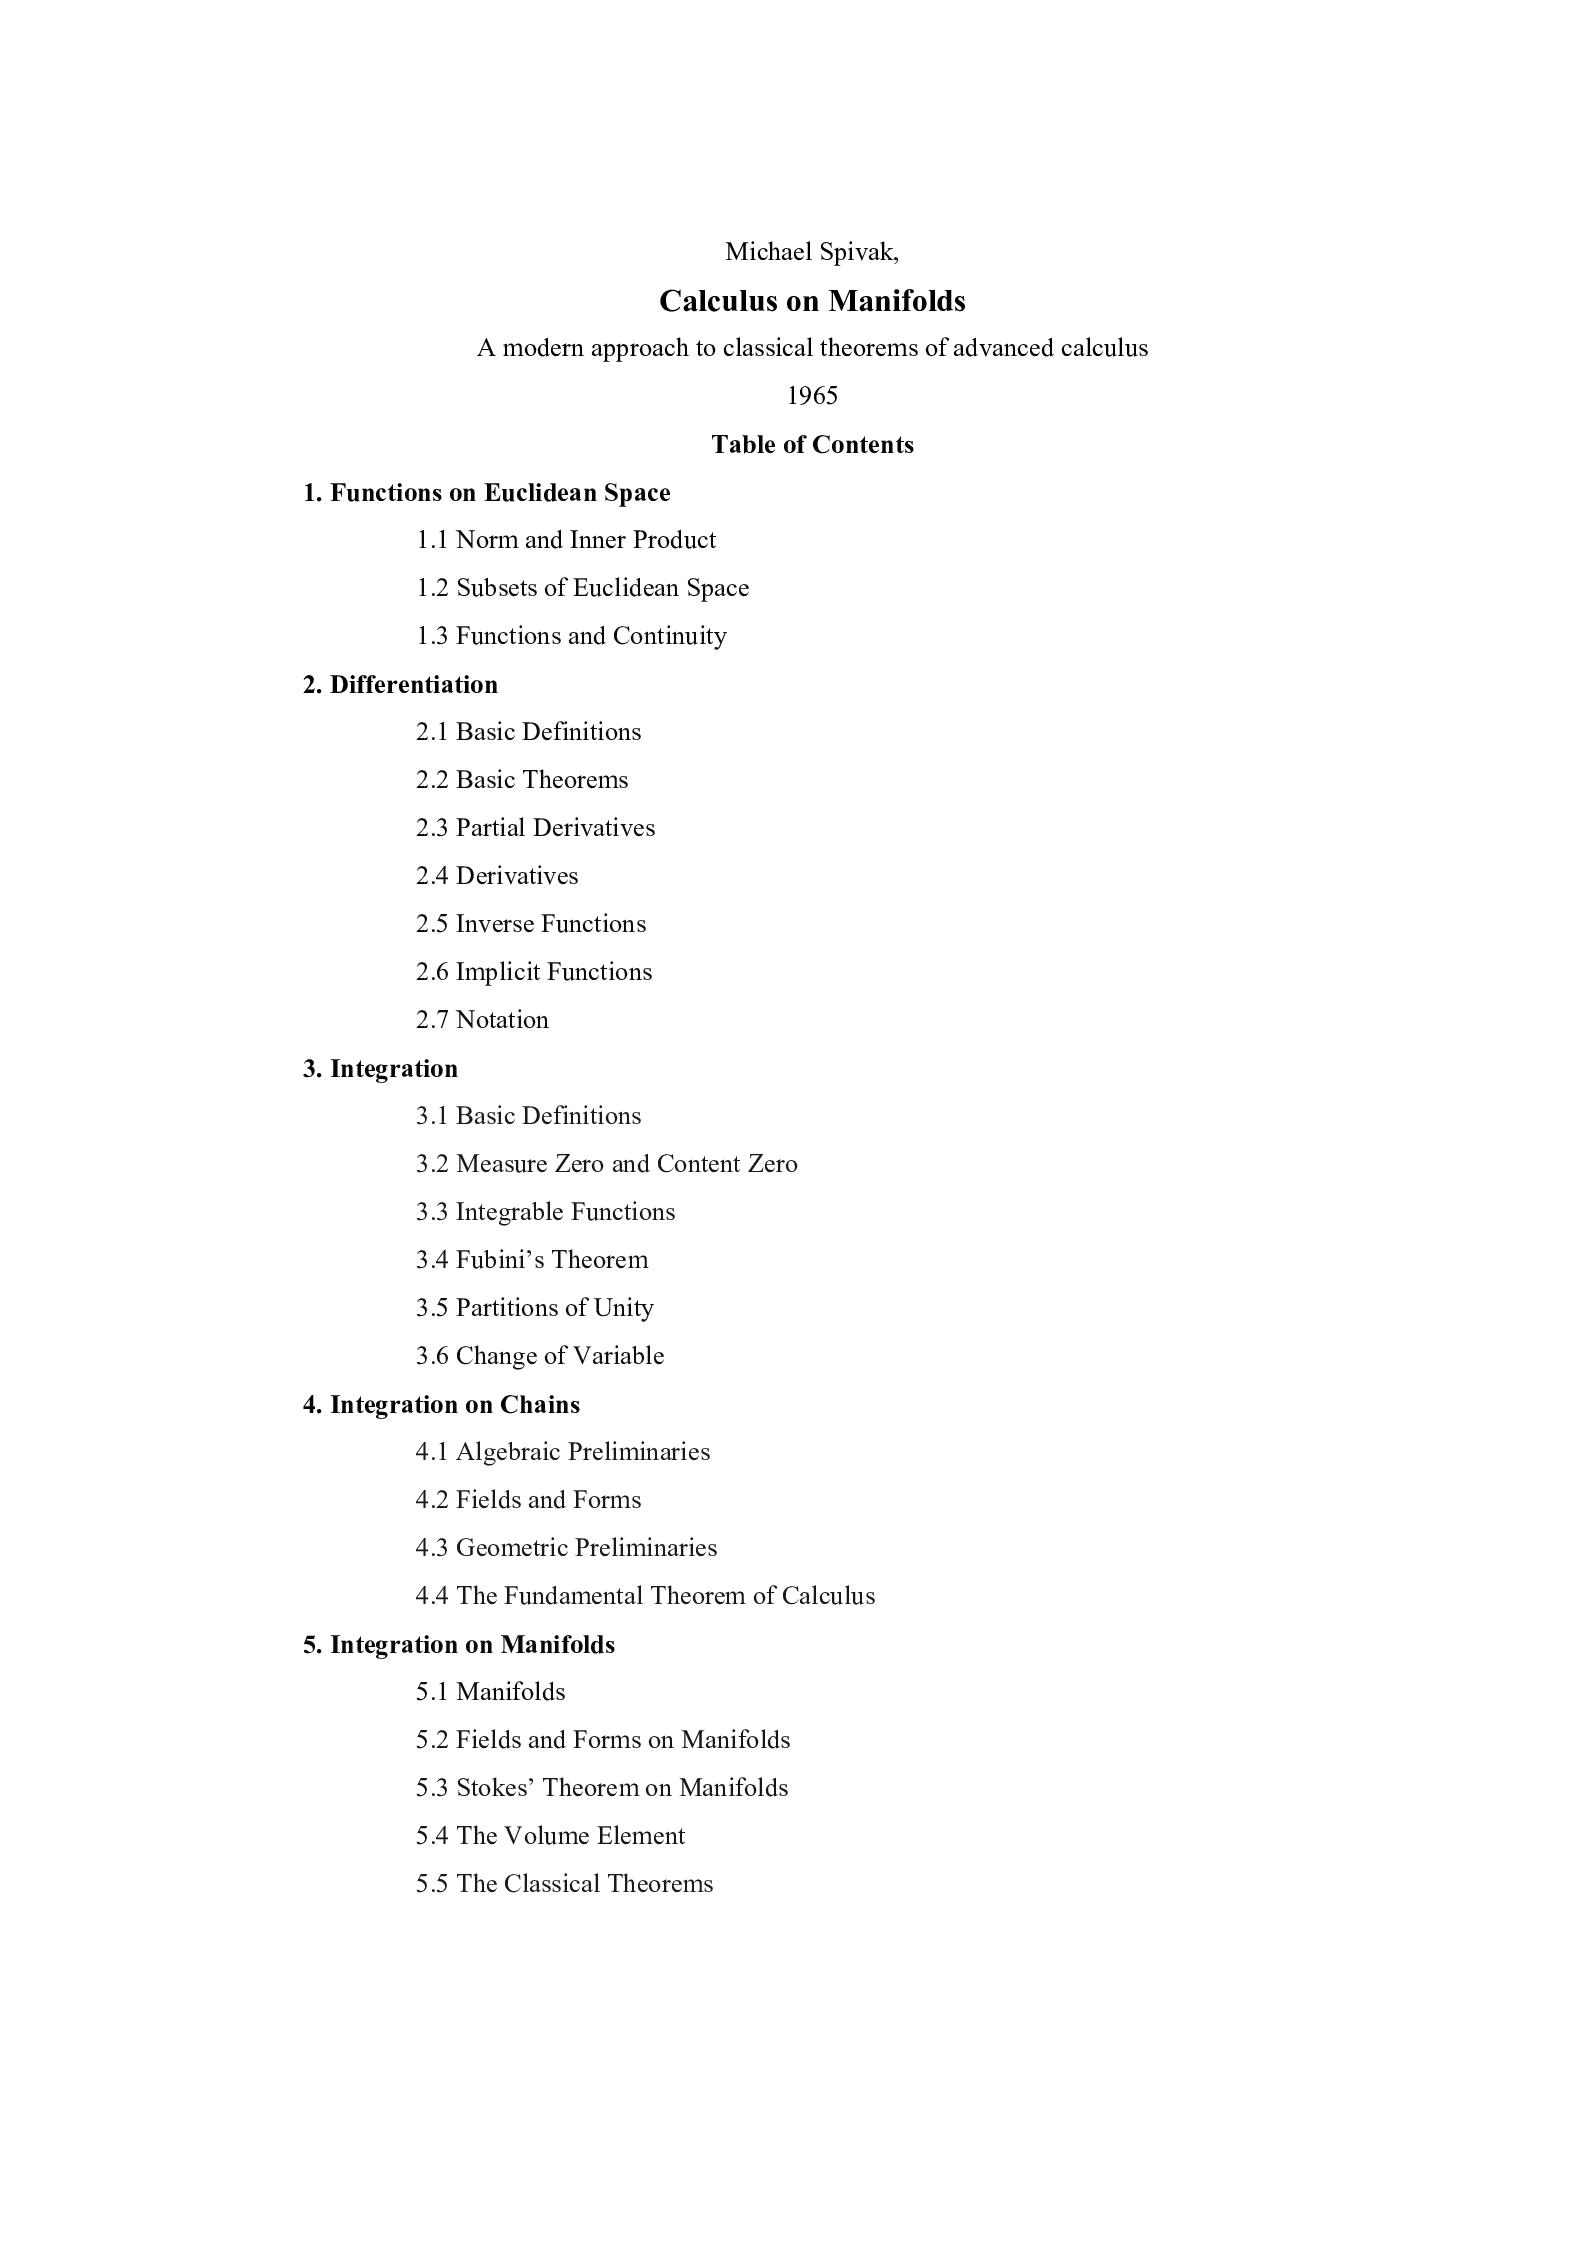 Michael Spivak,
Calculus on Manifolds
A modern approach to classical theorems of advanced calculus
1965
Table of Contents
1. Functions on Euclidean Space
1.1 Norm and Inner Product
1.2 Subsets of Euclidean Space
1.3 Functions and Continuity
2. Differentiation
2.1 Basic Definitions
2.2 Basic Theorems
2.3 Partial Derivatives
2.4 Derivatives
2.5 Inverse Functions
2.6 Implicit Functions
2.7 Notation
3. Integration
3.1 Basic Definitions
3.2 Measure Zero and Content Zero
3.3 Integrable Functions
3.4 Fubini’s Theorem
3.5 Partitions of Unity
3.6 Change of Variable
4. Integration on Chains
4.1 Algebraic Preliminaries
4.2 Fields and Forms
4.3 Geometric Preliminaries
4.4 The Fundamental Theorem of Calculus
5. Integration on Manifolds
5.1 Manifolds
5.2 Fields and Forms on Manifolds
5.3 Stokes’ Theorem on Manifolds
5.4 The Volume Element
5.5 The Classical Theorems